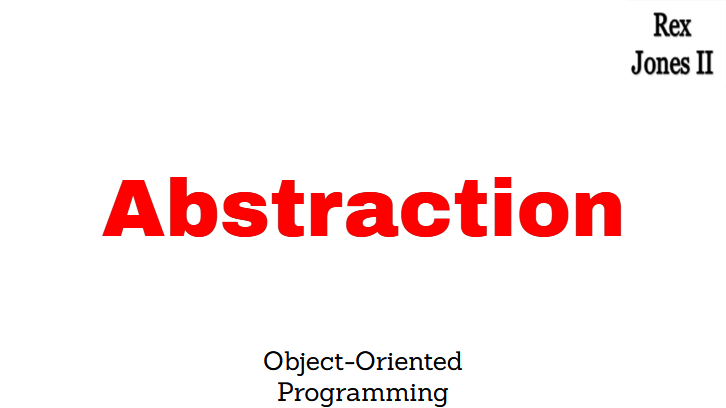 Rex
Jones II
Abstraction
Object-Oriented
Programming